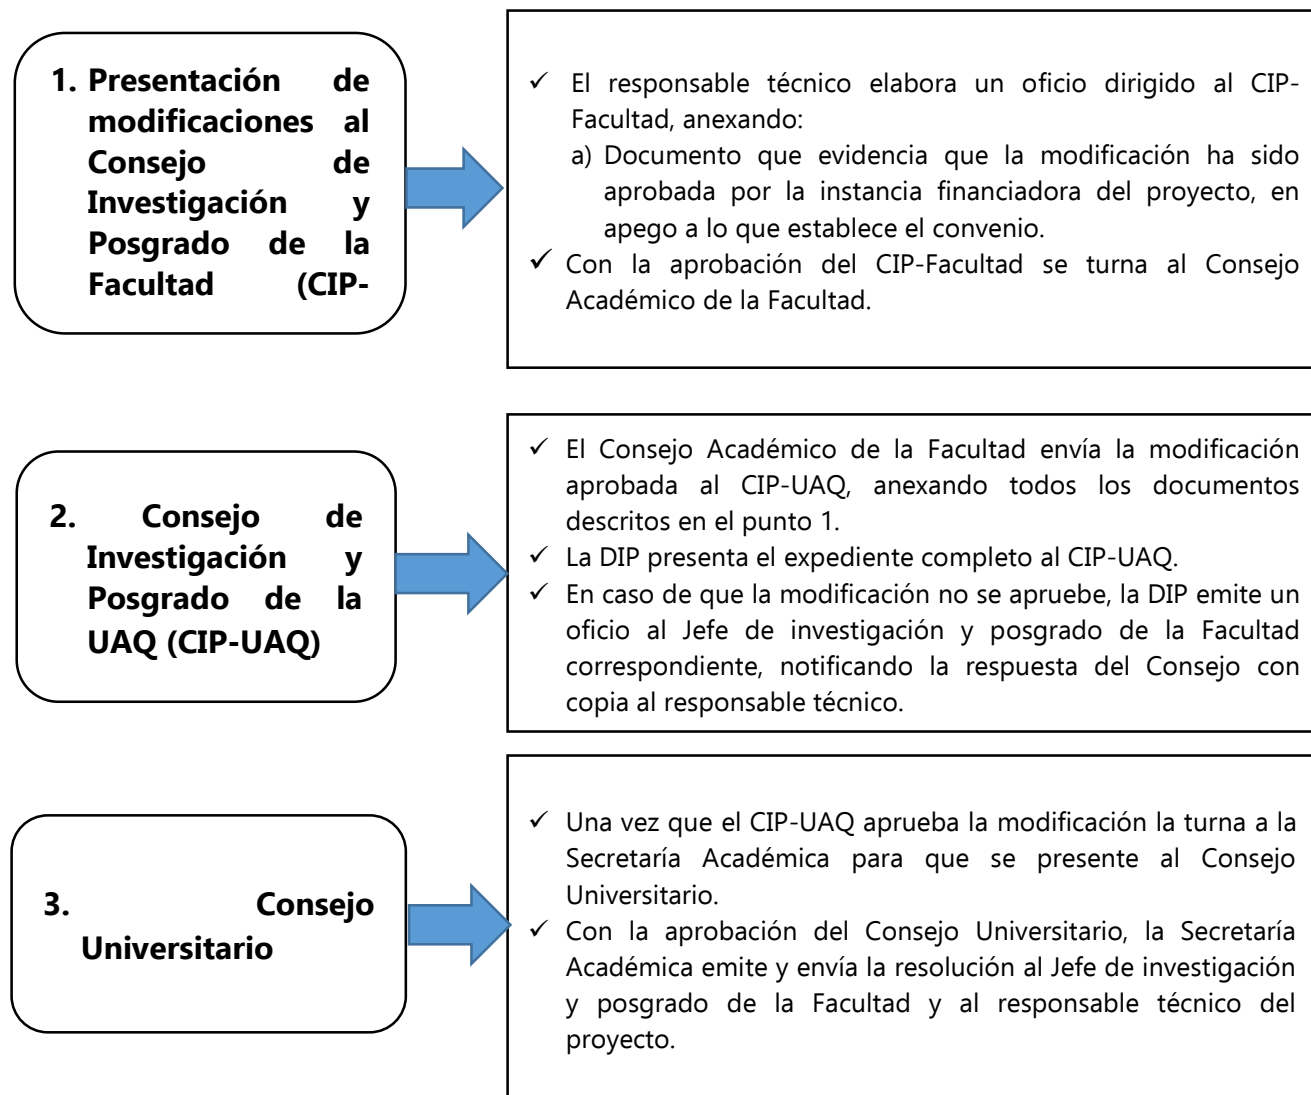 1. Presentación de
modificaciones al
Consejo de
Investigación y
Posgrado de la
Facultad (CIP-
✓ El responsable técnico elabora un oficio dirigido al CIP-
Facultad, anexando:
a) Documento que evidencia que la modificación ha sido
aprobada por la instancia financiadora del proyecto, en
apego a lo que establece el convenio.
✓ Con la aprobación del CIP-Facultad se turna al Consejo
Académico de la Facultad.
2. Consejo de
Investigación y
Posgrado de la
UAQ (CIP-UAQ)
✓ El Consejo Académico de la Facultad envía la modificación
aprobada al CIP-UAQ, anexando todos los documentos
descritos en el punto 1.
✓ La DIP presenta el expediente completo al CIP-UAQ.
✓ En caso de que la modificación no se apruebe, la DIP emite un
oficio al Jefe de investigación y posgrado de la Facultad
correspondiente, notificando la respuesta del Consejo con
copia al responsable técnico.
3. Consejo
Universitario
✓ Una vez que el CIP-UAQ aprueba la modificación la turna a la
Secretaría Académica para que se presente al Consejo
Universitario.
✓ Con la aprobación del Consejo Universitario, la Secretaría
Académica emite y envía la resolución al Jefe de investigación
y posgrado de la Facultad y al responsable técnico del
proyecto.